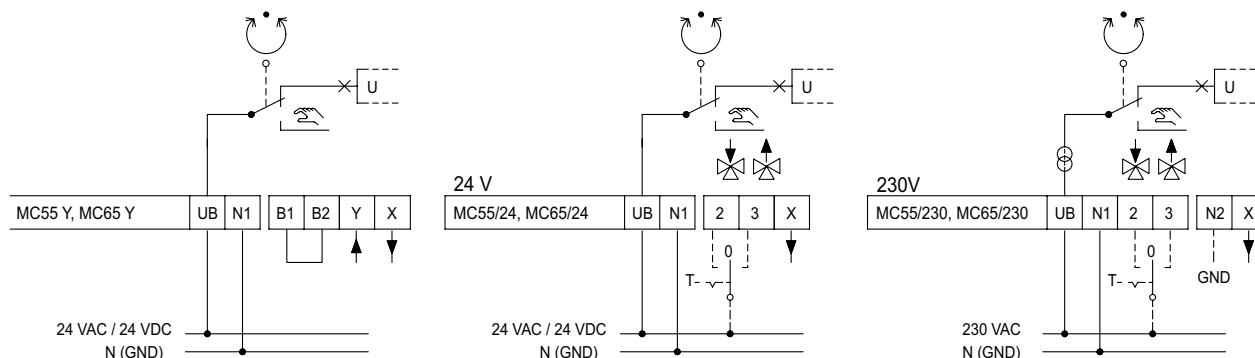 U
MC55 Y, MC65 Y UB N1 B1 B2 Y X
24 VAC / 24 VDC
N (GND)
U
24 V
MC55/24, MC65/24 UB N1 2 3 X
0
T
24 VAC / 24 VDC
N (GND)
U
230V
MC55/230, MC65/230 UB N1 2 3 N2 X
0
T
GND
230 VAC
N (GND)